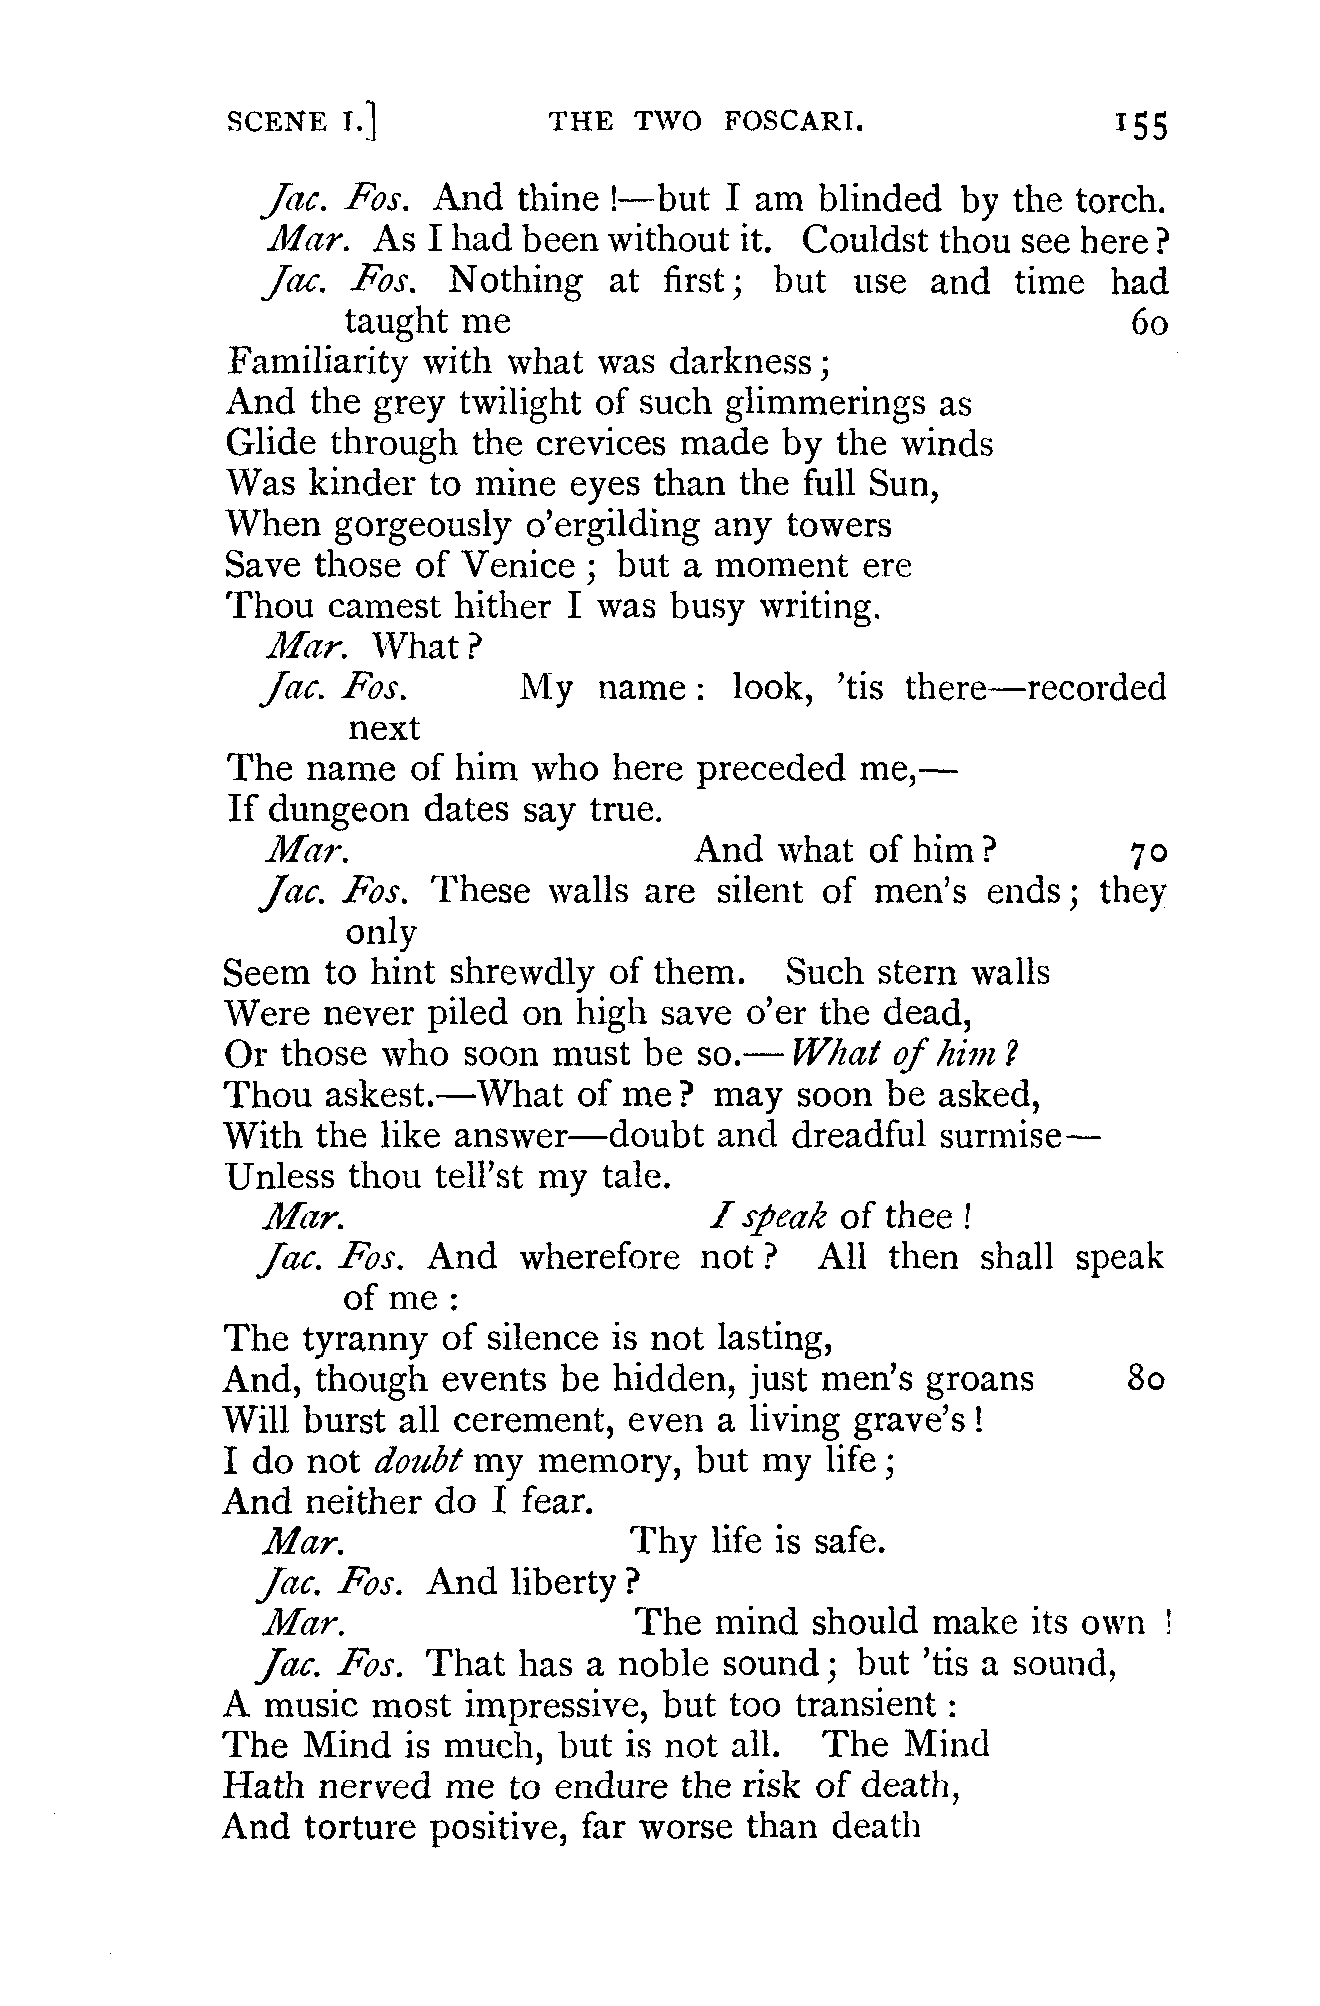 SCENE I.] THE TWO FOSCARI. 155
Jac. Fos. And thine!—but I am blinded by the torch.
Mar. As I had been without it. Couldst thou see here?
Jac. Fos. Nothing at first; but use and time had
taught me 60
Familiarity with what was darkness;
And the grey twilight of such glimmerings as
Glide through the crevices made by the winds
Was kinder to mine eyes than the full Sun,
When gorgeously o'ergilding any towers
Save those of Venice; but a moment ere
Thou camest hither I was busy writing.
Mar. What?
Jac. Fos. My name: look, 'tis there—recorded
next
The name of him who here preceded me,—
If dungeon dates say true.
Mar. And what of him? 70
Jac. Fos. These walls are silent of men's ends; they
only
Seem to hint shrewdly of them. Such stern walls
Were never piled on high save o'er the dead,
Or those who soon must be so.—What of him?
Thou askest.—What of me? may soon be asked,
With the like answer—doubt and dreadful surmise—
Unless thou tell'st my tale.
Mar. I speak of thee!
Jac. Fos. And wherefore not? All then shall speak
of me:
The tyranny of silence is not lasting,
And, though events be hidden, just men's groans 80
Will burst all cerement, even a living grave's!
I do not doubt my memory, but my life;
And neither do I fear.
Mar. Thy life is safe.
Jac. Fos. And liberty?
Mar. The mind should make its own!
Jac. Fos. That has a noble sound; but 'tis a sound,
A music most impressive, but too transient:
The Mind is much, but is not all. The Mind
Hath nerved me to endure the risk of death,
And torture positive, far worse than death